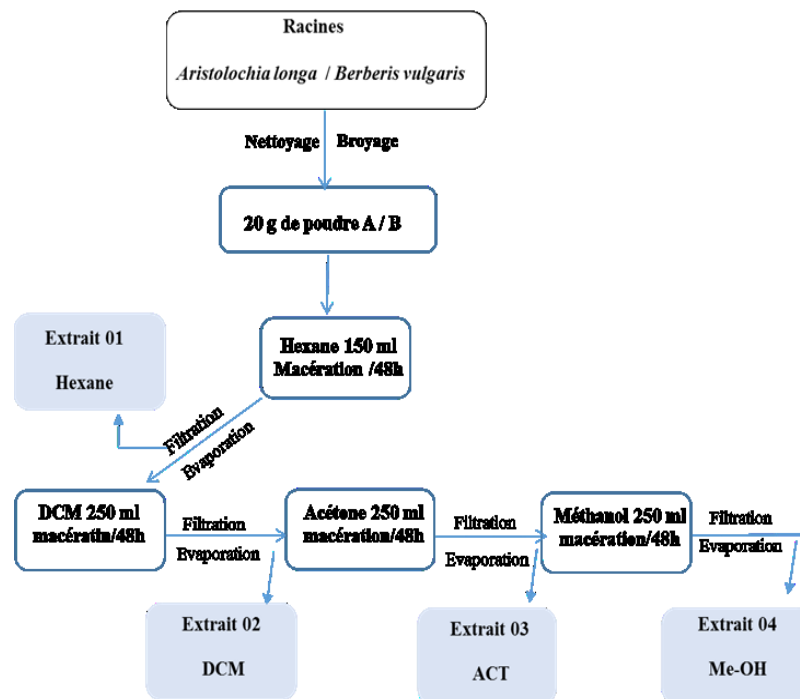 Racines
Aristolochia longa / Berberis vulgaris
Nettoyage Broyage
20 g de poudre A / B
Hexane 150 ml
Macération /48h
Extrait 01
Hexane
Filtration
Evaporation
DCM 250 ml
macératin/48h
Filtration
Evaporation
Acétone 250 ml
macération/48h
Filtration
Evaporation
Méthanol 250 ml
macération/48h
Filtration
Evaporation
Extrait 02
DCM
Extrait 03
ACT
Extrait 04
Me-OH